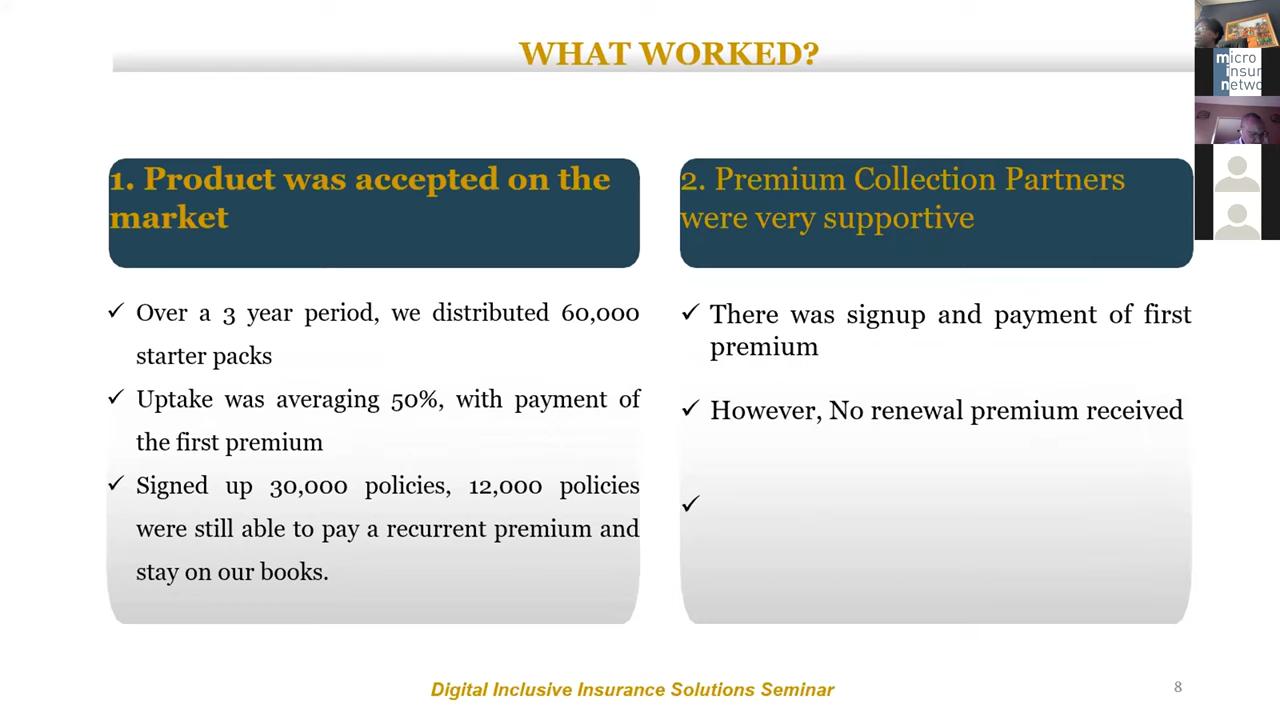 WHAT WORKED?
1. Product was accepted on the
market
✓ Over a 3 year period, we distributed 60,000
starter packs
✓ Uptake was averaging 50%, with payment of
the first premium
✓ Signed up 30,000 policies, 12,000 policies
were still able to pay a recurrent premium and
stay on our books.
2. Premium Collection Partners
were very supportive
✓ There was signup and payment of first
premium
✓ However, No renewal premium received
✓
Digital Inclusive Insurance Solutions Seminar
8
micro
insur
netwo